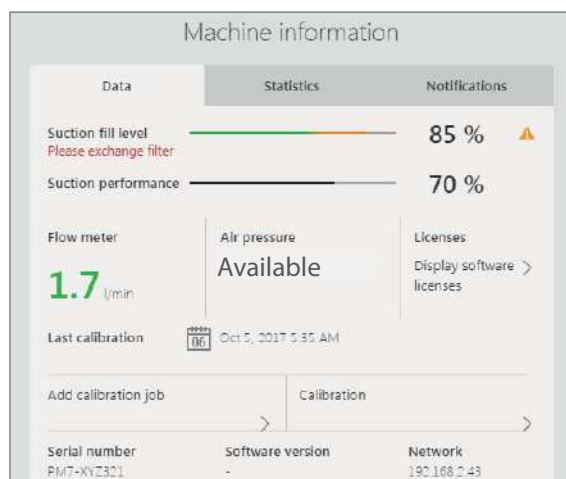 Machine information
Data Statistics Notifications
Suction fill level 85 %
Please exchange filter
Suction performance 70 %
Flow meter Air pressure Licenses
Available Display software
licenses
1.7 l/min
Last calibration 06 Oct 5, 2017 5:35 AM
Add calibration job Calibration
Serial number Software version Network
PM7-XYZ321 - 192.168.2.43